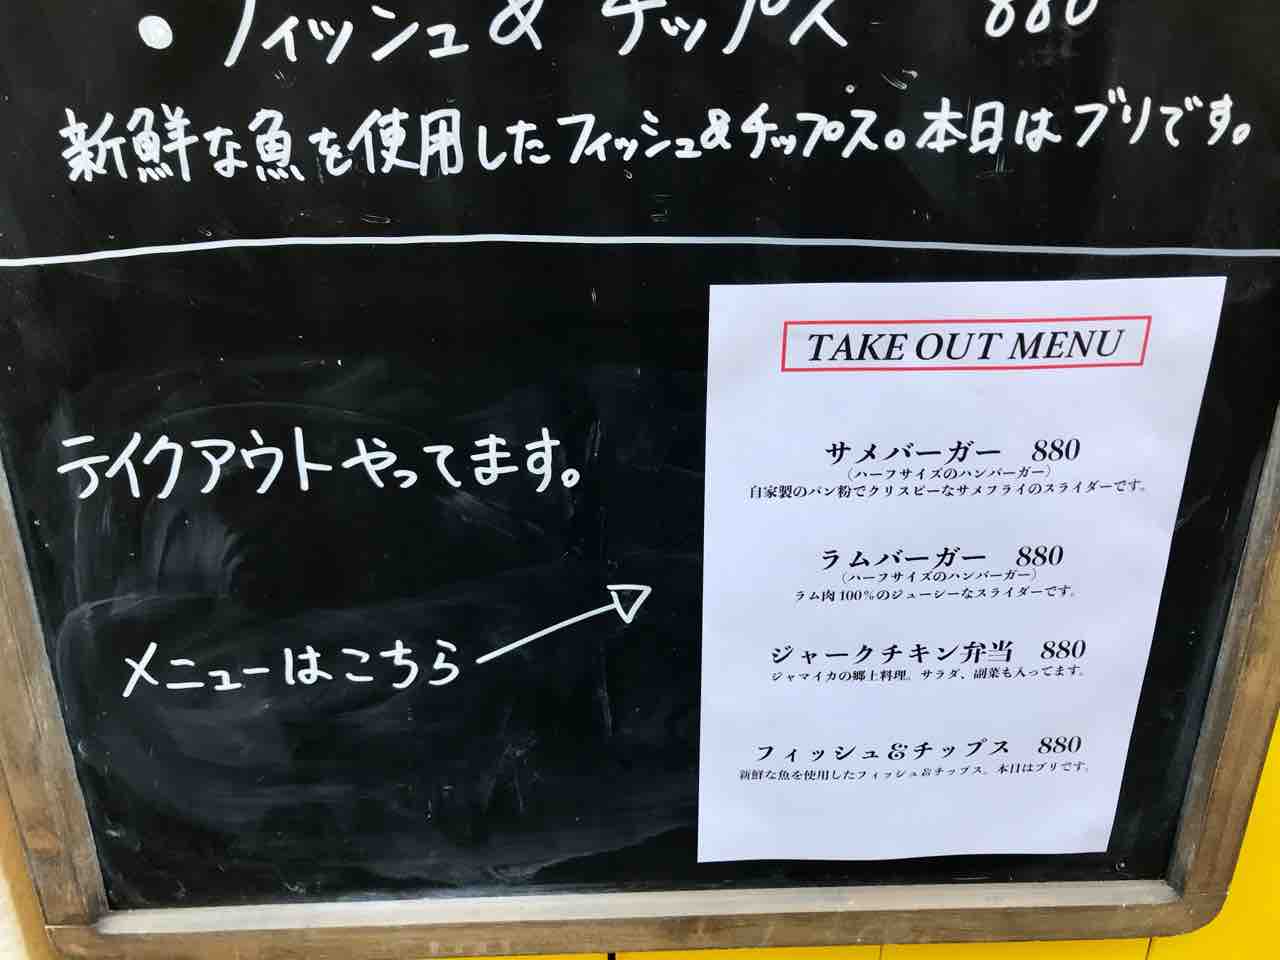 ・フィッシュ&チップス 880
新鮮な魚を使用したフィッシュ&チップス。本日はブリです。
テイクアウトやってます。
メニューはこちら
TAKE OUT MENU
サメバーガー 880
(ハーフサイズのハンバーガー)
自家製のパン粉でクリスピーなサメフライのスライダーです。
ラムバーガー 880
(ハーフサイズのハンバーガー)
ラム肉100%のジューシーなスライダーです。
ジャークチキン弁当 880
ジャマイカの郷土料理。サラダ、副菜も入ってます。
フィッシュ&チップス 880
新鮮な魚を使用したフィッシュ&チップス。本日はブリです。